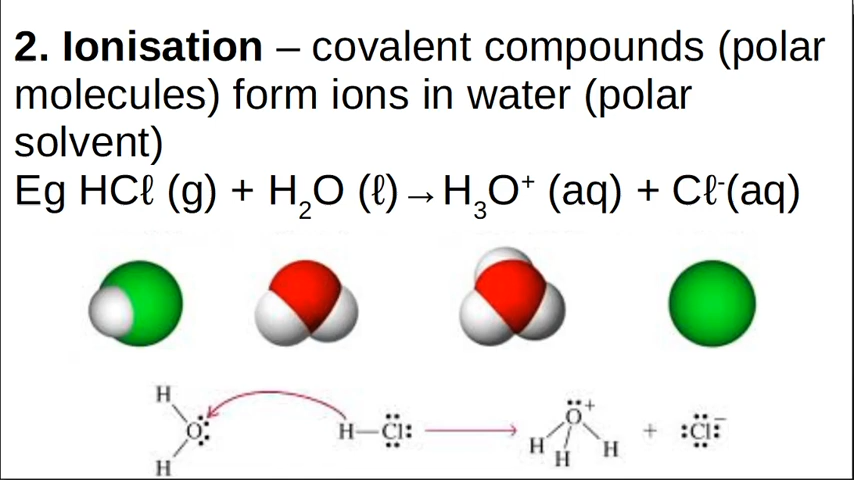 2. Ionisation – covalent compounds (polar
molecules) form ions in water (polar
solvent)
Eg HCℓ (g) + H₂O (ℓ) → H₃O⁺ (aq) + Cℓ⁻(aq)
H
O:
H
H—Cl:
O⁺
H H H
+ :Cl:⁻